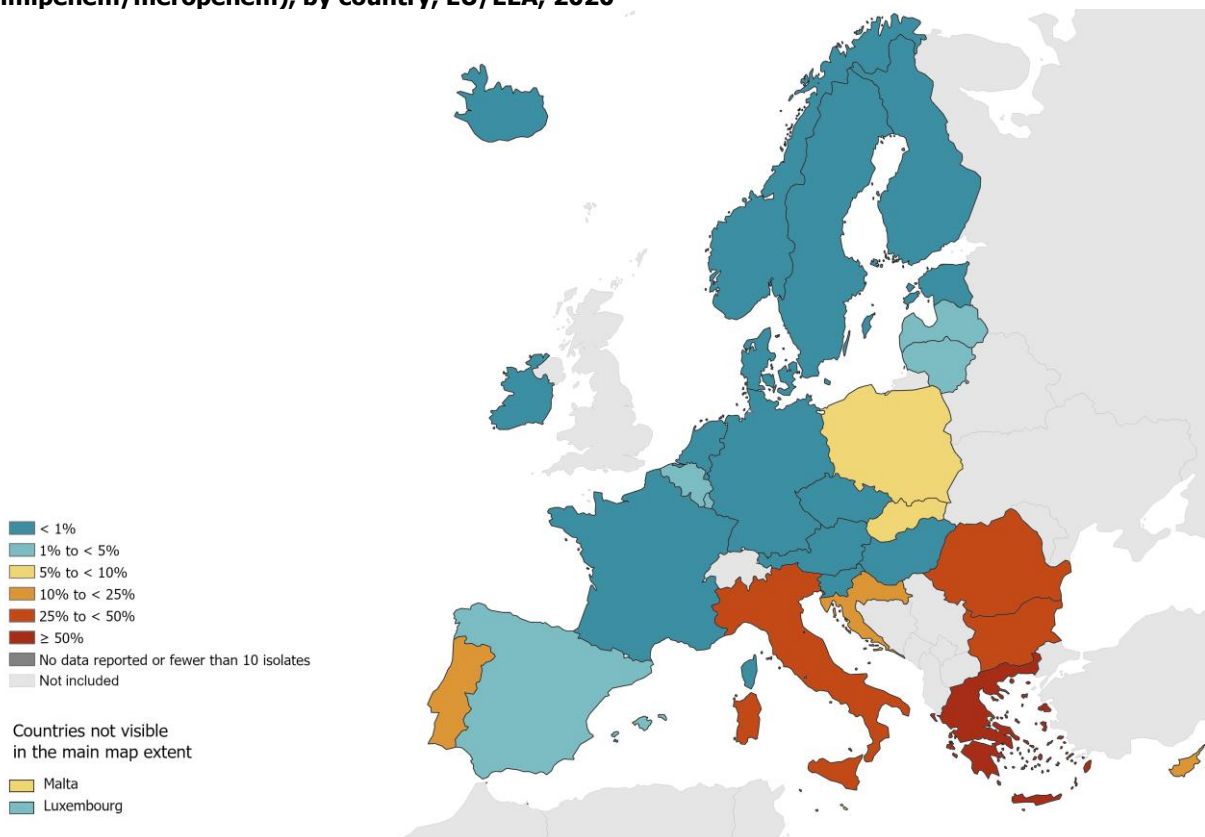 imipenem/meropenem), by country, EU/EEA, 2020
< 1%
1% to < 5%
5% to < 10%
10% to < 25%
25% to < 50%
≥ 50%
No data reported or fewer than 10 isolates
Not included
Countries not visible
in the main map extent
Malta
Luxembourg